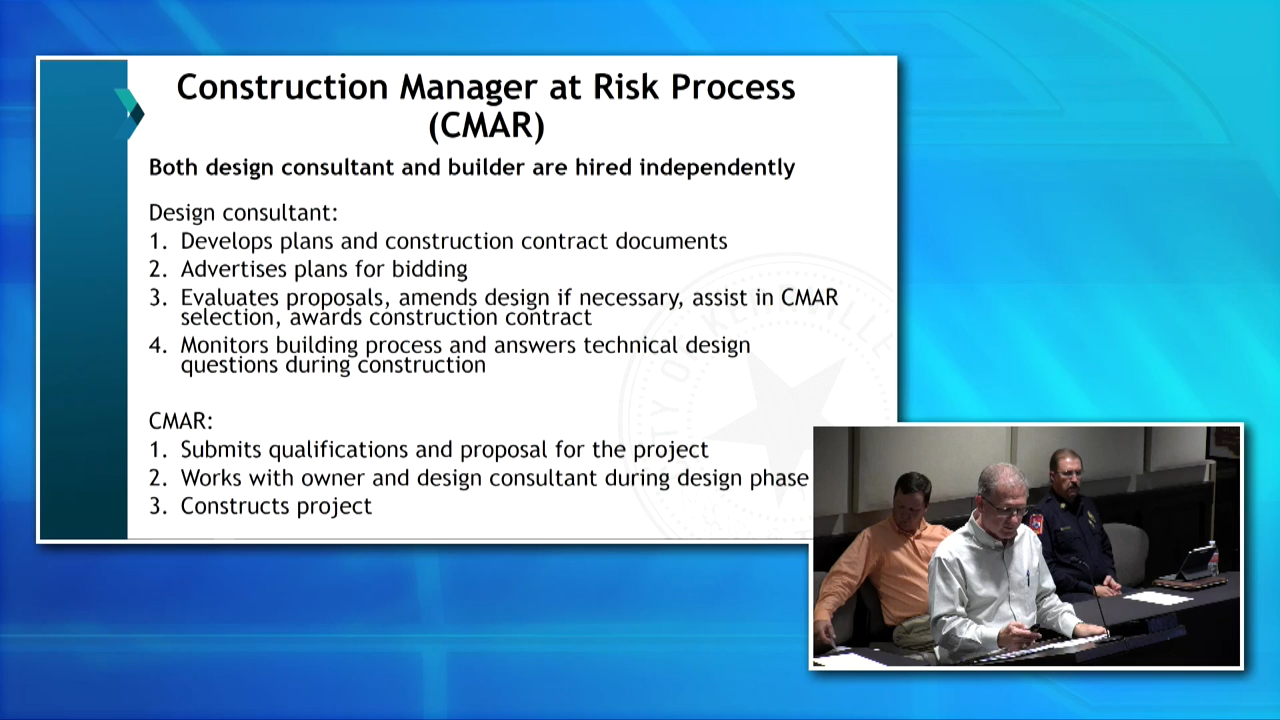 Construction Manager at Risk Process
(CMAR)
Both design consultant and builder are hired independently
Design consultant:
1. Develops plans and construction contract documents
2. Advertises plans for bidding
3. Evaluates proposals, amends design if necessary, assist in CMAR
selection, awards construction contract
4. Monitors building process and answers technical design
questions during construction
CMAR:
1. Submits qualifications and proposal for the project
2. Works with owner and design consultant during design phase
3. Constructs project
CITY OF KERRVILLE